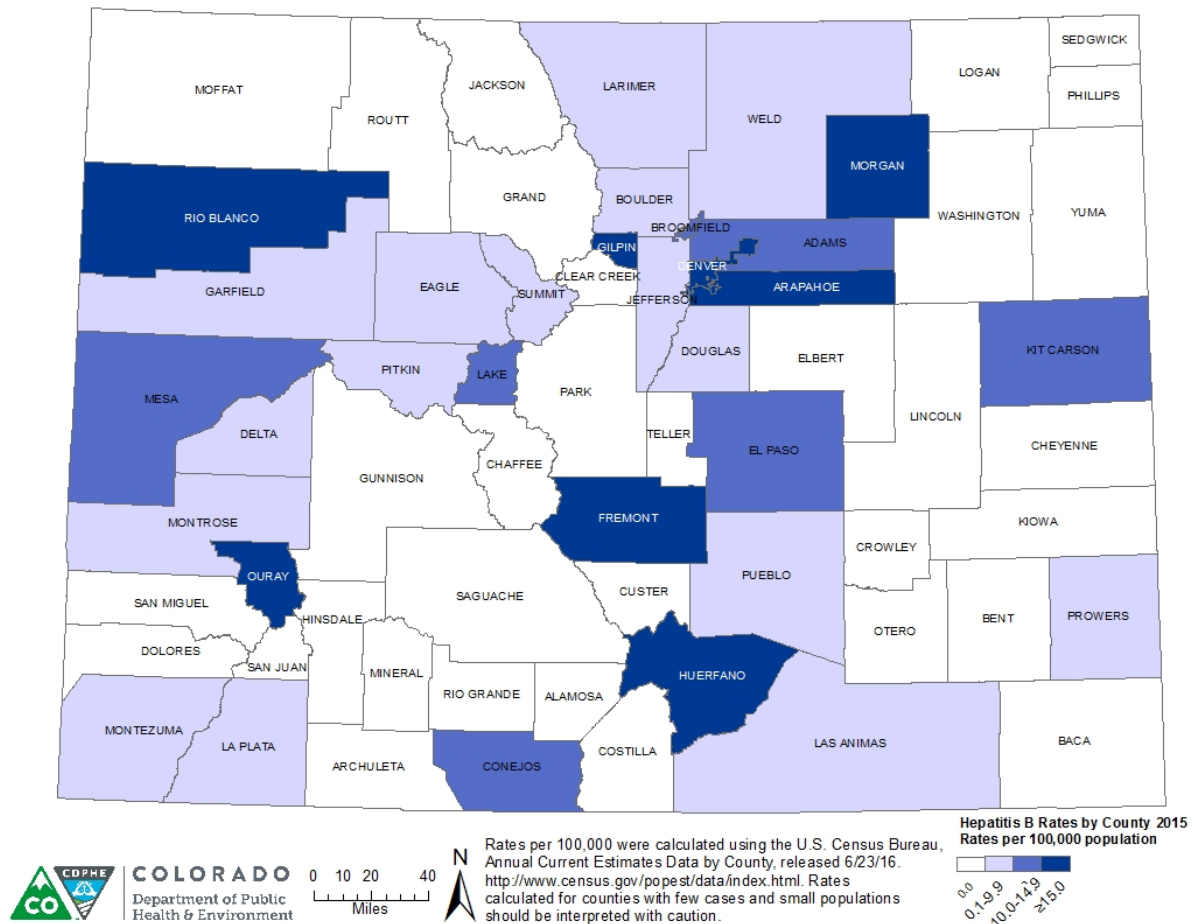 SEDGWICK
LOGAN
MOFFAT
JACKSON
LARIMER
PHILLIPS
ROUTT
WELD
MORGAN
GRAND
BOULDER
RIO BLANCO
WASHINGTON
YUMA
BROOMFIELD
ADAMS
GILPIN
DENVER
CLEAR CREEK
EAGLE
ARAPAHOE
GARFIELD
SUMMIT
JEFFERSON
DOUGLAS
KIT CARSON
ELBERT
PITKIN
LAKE
PARK
MESA
LINCOLN
DELTA
TELLER
CHEYENNE
EL PASO
CHAFFEE
GUNNISON
FREMONT
MONTROSE
KIOWA
CROWLEY
OURAY
PUEBLO
CUSTER
SAGUACHE
SAN MIGUEL
PROWERS
BENT
HINSDALE
OTERO
DOLORES
SAN JUAN
MINERAL
HUERFANO
RIO GRANDE
ALAMOSA
MONTEZUMA
BACA
LAS ANIMAS
LA PLATA
COSTILLA
ARCHULETA
CONEJOS
Hepatitis B Rates by County 2015
Rates per 100,000 population
0.0
0.1-9.9
10.0-14.9
≥15.0
CDPHE
CO
COLORADO
Department of Public
Health & Environment
0 10 20 40
Miles
N
Rates per 100,000 were calculated using the U.S. Census Bureau,
Annual Current Estimates Data by County, released 6/23/16.
http://www.census.gov/popest/data/index.html. Rates
calculated for counties with few cases and small populations
should be interpreted with caution.